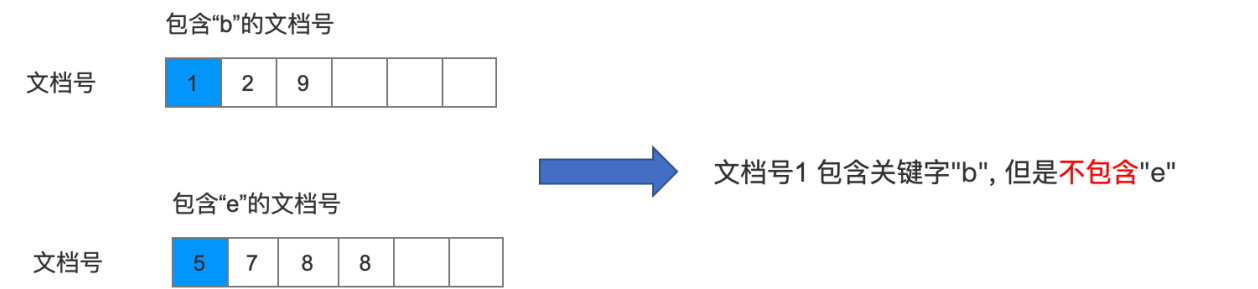 包含“b”的文档号
文档号 1 2 9
文档号1 包含关键字"b", 但是不包含"e"
包含“e”的文档号
文档号 5 7 8 8